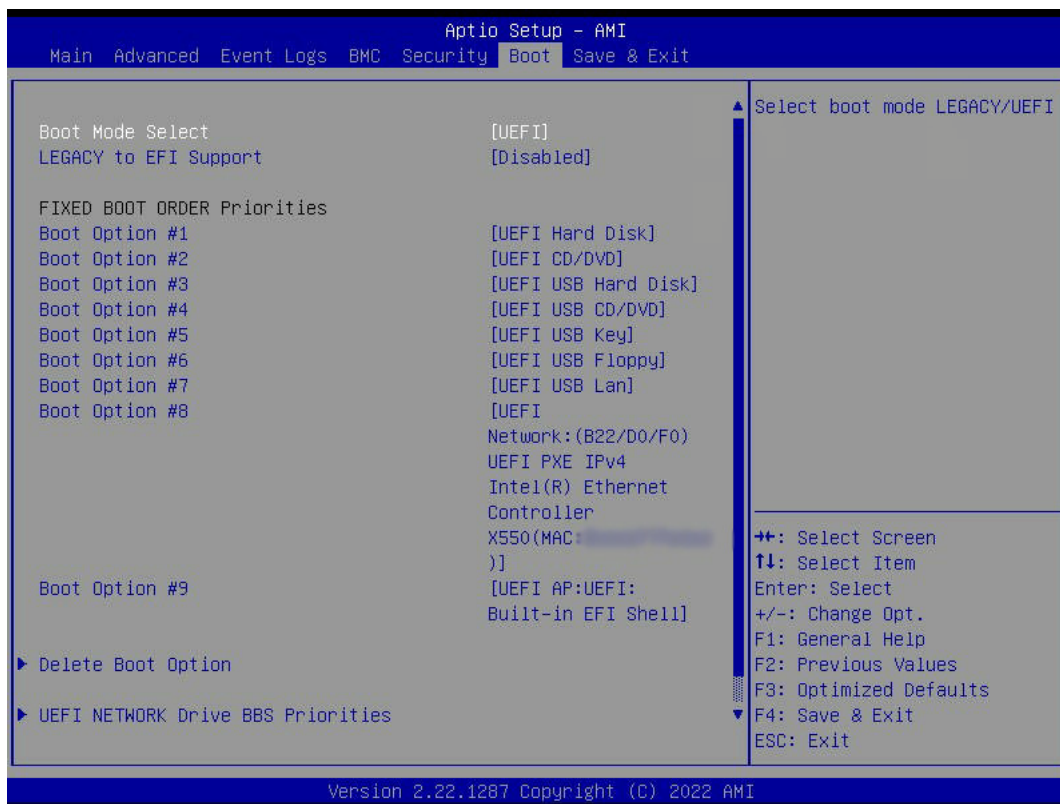 Aptio Setup – AMI
Main Advanced Event Logs BMC Security Boot Save & Exit
Boot Mode Select [UEFI]
LEGACY to EFI Support [Disabled]
FIXED BOOT ORDER Priorities
Boot Option #1 [UEFI Hard Disk]
Boot Option #2 [UEFI CD/DVD]
Boot Option #3 [UEFI USB Hard Disk]
Boot Option #4 [UEFI USB CD/DVD]
Boot Option #5 [UEFI USB Key]
Boot Option #6 [UEFI USB Floppy]
Boot Option #7 [UEFI USB Lan]
Boot Option #8 [UEFI
Network:(B22/D0/F0)
UEFI PXE IPv4
Intel(R) Ethernet
Controller
X550(MAC:
)]
Boot Option #9 [UEFI AP:UEFI:
Built-in EFI Shell]
Delete Boot Option
UEFI NETWORK Drive BBS Priorities
Select boot mode LEGACY/UEFI
→←: Select Screen
↑↓: Select Item
Enter: Select
+/-: Change Opt.
F1: General Help
F2: Previous Values
F3: Optimized Defaults
F4: Save & Exit
ESC: Exit
Version 2.22.1287 Copyright (C) 2022 AMI